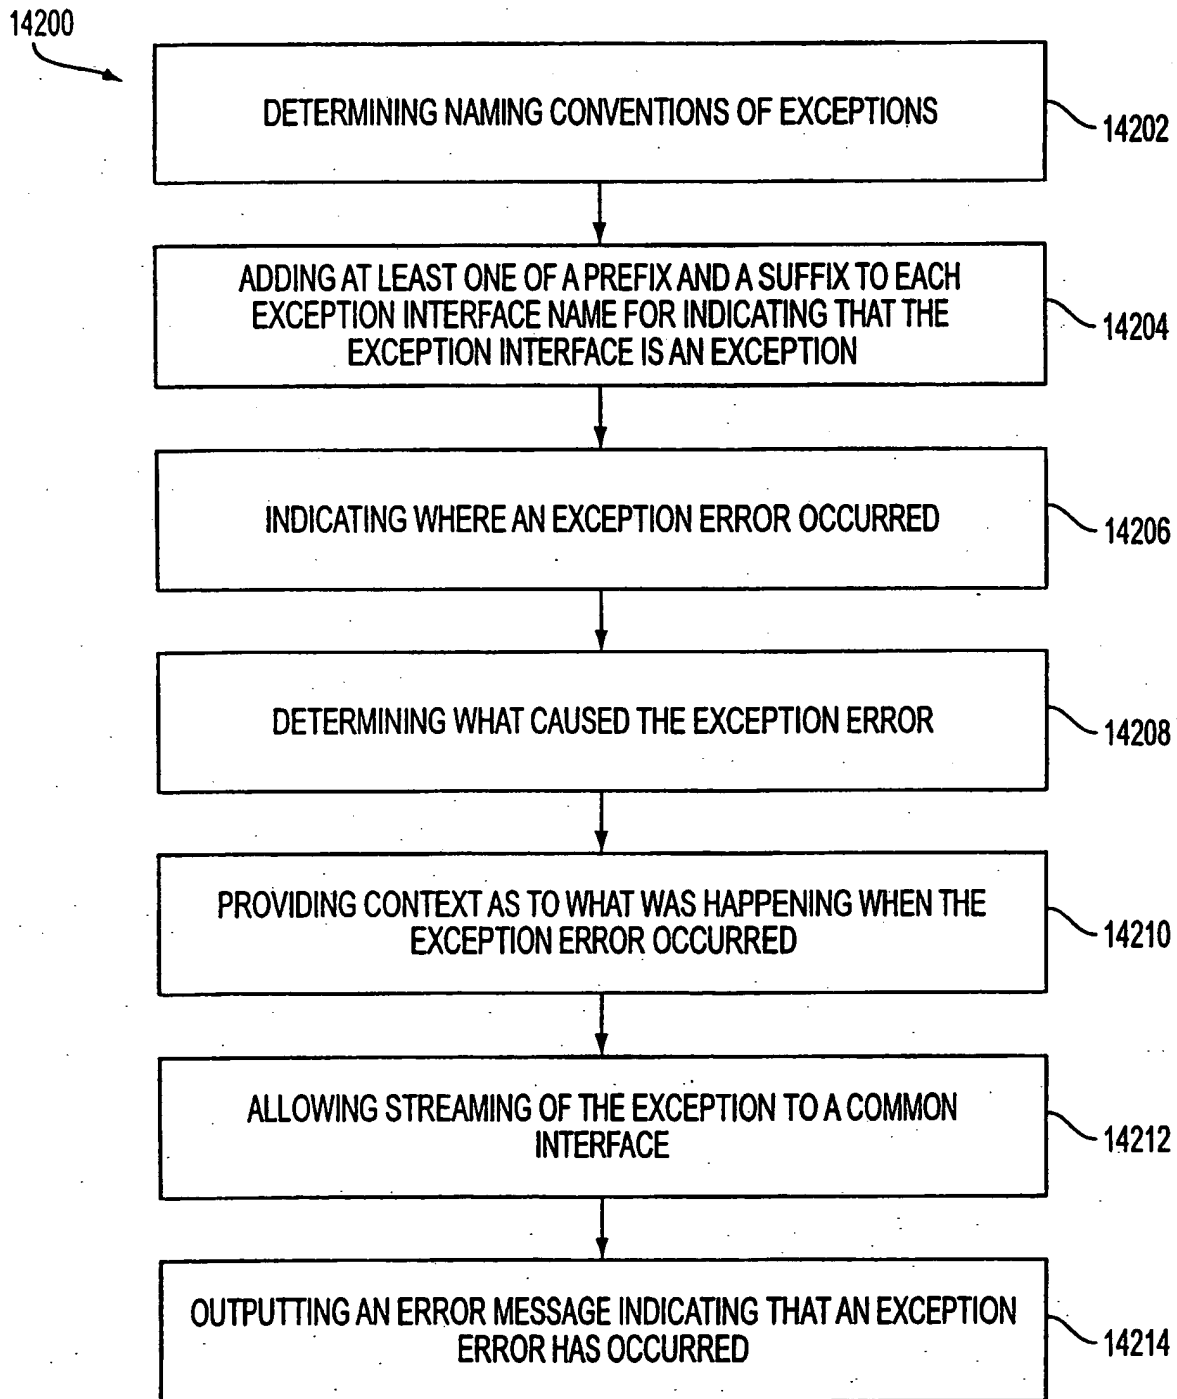 14200
DETERMINING NAMING CONVENTIONS OF EXCEPTIONS
14202
ADDING AT LEAST ONE OF A PREFIX AND A SUFFIX TO EACH
EXCEPTION INTERFACE NAME FOR INDICATING THAT THE
EXCEPTION INTERFACE IS AN EXCEPTION
14204
INDICATING WHERE AN EXCEPTION ERROR OCCURRED
14206
DETERMINING WHAT CAUSED THE EXCEPTION ERROR
14208
PROVIDING CONTEXT AS TO WHAT WAS HAPPENING WHEN THE
EXCEPTION ERROR OCCURRED
14210
ALLOWING STREAMING OF THE EXCEPTION TO A COMMON
INTERFACE
14212
OUTPUTTING AN ERROR MESSAGE INDICATING THAT AN EXCEPTION
ERROR HAS OCCURRED
14214